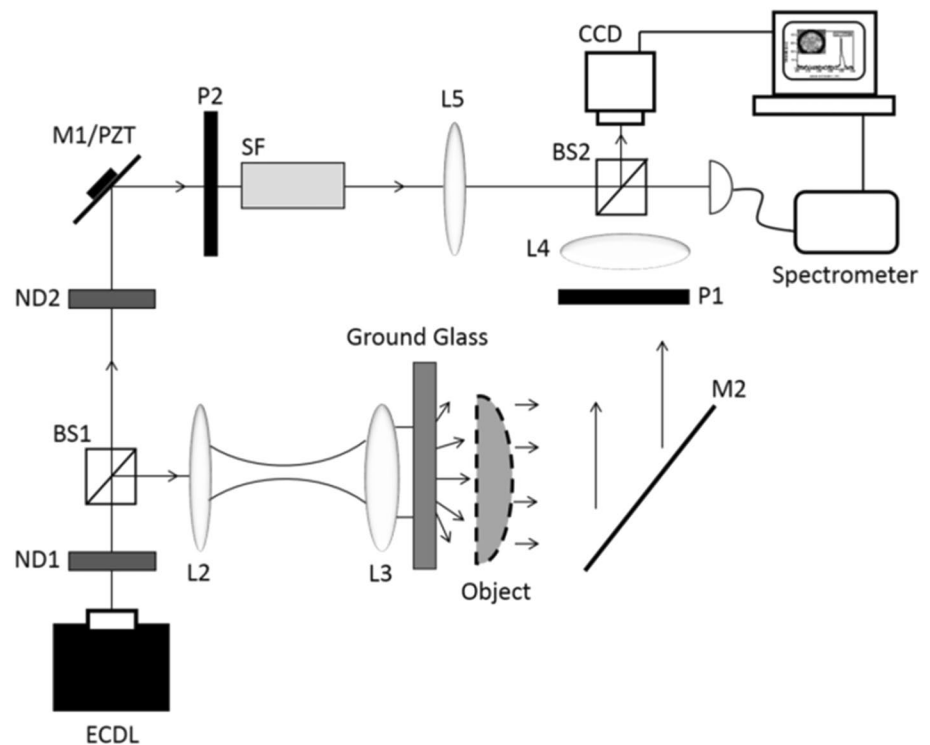 CCD
P2
L5
M1/PZT
SF
BS2
L4
Spectrometer
ND2
P1
Ground Glass
M2
BS1
ND1
L2
L3
Object
ECDL